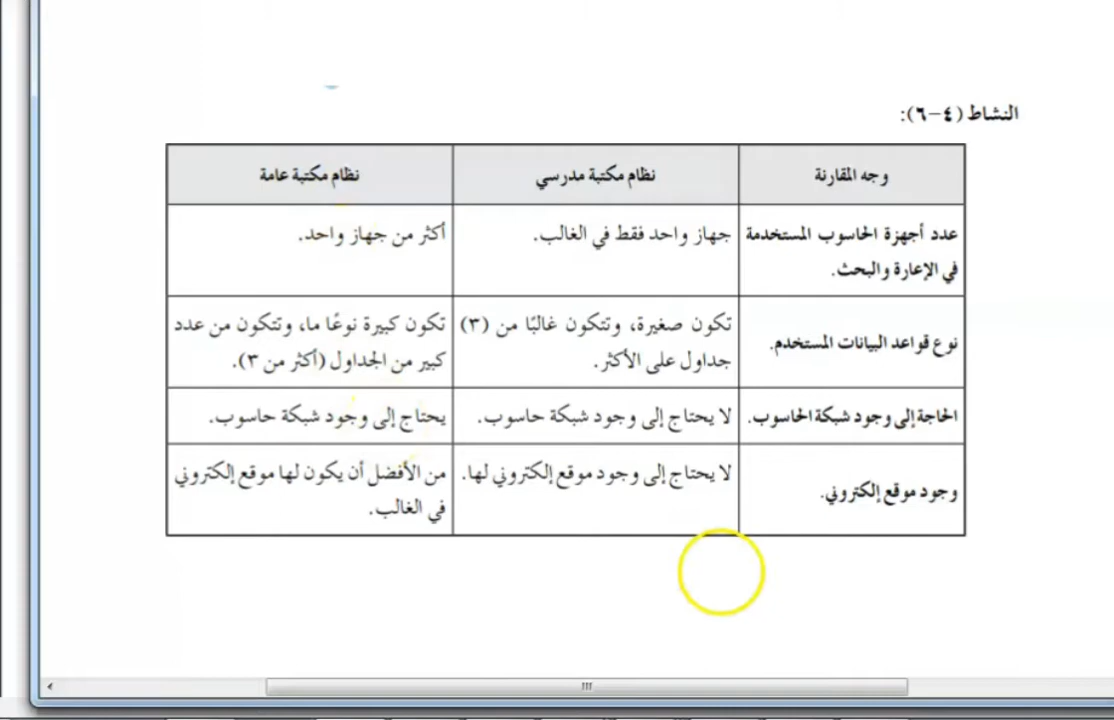 النشاط (٤-٦):
وجه المقارنة
نظام مكتبة مدرسي
نظام مكتبة عامة
عدد أجهزة الحاسوب المستخدمة
في الإعارة والبحث.
جهاز واحد فقط في الغالب.
أكثر من جهاز واحد.
نوع قواعد البيانات المستخدم.
تكون صغيرة، وتتكون غالبًا من (٣)
جداول على الأكثر.
تكون كبيرة نوعًا ما، وتتكون من عدد
كبير من الجداول (أكثر من ٣).
الحاجة إلى وجود شبكة الحاسوب.
لا يحتاج إلى وجود شبكة حاسوب.
يحتاج إلى وجود شبكة حاسوب.
وجود موقع إلكتروني.
لا يحتاج إلى وجود موقع إلكتروني لها.
من الأفضل أن يكون لها موقع إلكتروني
في الغالب.